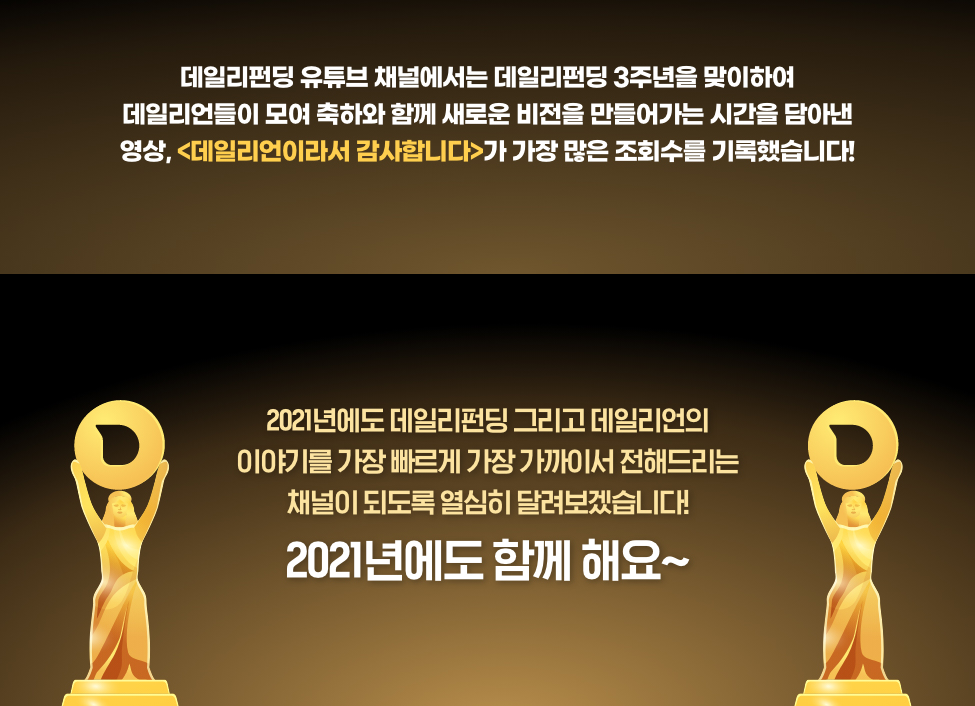 데일리펀딩 유튜브 채널에서는 데일리펀딩 3주년을 맞이하여
데일리언들이 모여 축하와 함께 새로운 비전을 만들어가는 시간을 담아낸
영상, <데일리언이라서 감사합니다>가 가장 많은 조회수를 기록했습니다!
2021년에도 데일리펀딩 그리고 데일리언의
이야기를 가장 빠르게 가장 가까이서 전해드리는
채널이 되도록 열심히 달려보겠습니다!
2021년에도 함께 해요~